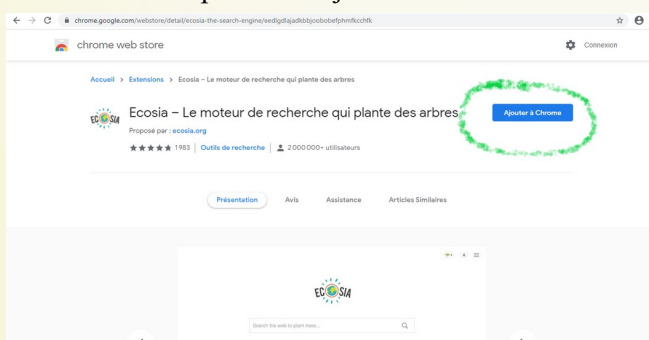 chrome.google.com/webstore/detail/ecosia-the-search-engine/eedlgdlajadkbbjoobobefphmfkcchfk
chrome web store
Connexion
Accueil > Extensions > Ecosia – Le moteur de recherche qui plante des arbres
ECOSIA
Ecosia – Le moteur de recherche qui plante des arbres
Ajouter à Chrome
Proposé par : ecosia.org
1983 | Outils de recherche | 2 000 000+ utilisateurs
Présentation Avis Assistance Articles Similaires
ECOSIA
Search the web to plant trees...